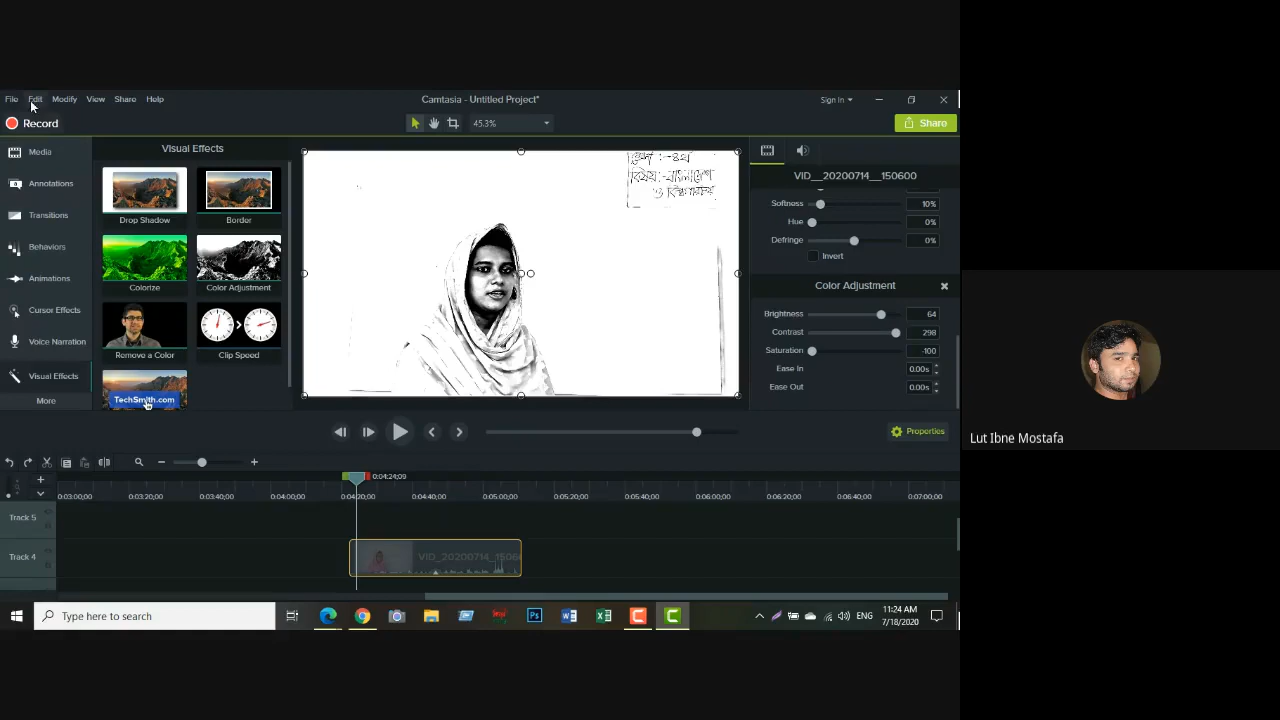 File Edit Modify View Share Help
Camtasia - Untitled Project*
Sign In
Record
45.3%
Share
Media
Annotations
Transitions
Behaviors
Animations
Cursor Effects
Voice Narration
Visual Effects
More
Visual Effects
Drop Shadow
Border
Colorize
Color Adjustment
Remove a Color
Clip Speed
TechSmith.com
বিষয়:-বাংলাদেশ
ও বিশ্বপরিচয়
VID__20200714__150600
Softness 10%
Hue 0%
Defringe 0%
Invert
Color Adjustment
Brightness 64
Contrast 298
Saturation -100
Ease In 0.00s
Ease Out 0.00s
Properties
Lut Ibne Mostafa
0:04:24;09
0:03:00;00 0:03:20;00 0:03:40;00 0:04:00;00 0:04:20;00 0:04:40;00 0:05:00;00 0:05:20;00 0:05:40;00 0:06:00;00 0:06:20;00 0:06:40;00 0:07:00;00
Track 5
Track 4
VID_20200714_1506
Type here to search
ENG
11:24 AM
7/18/2020